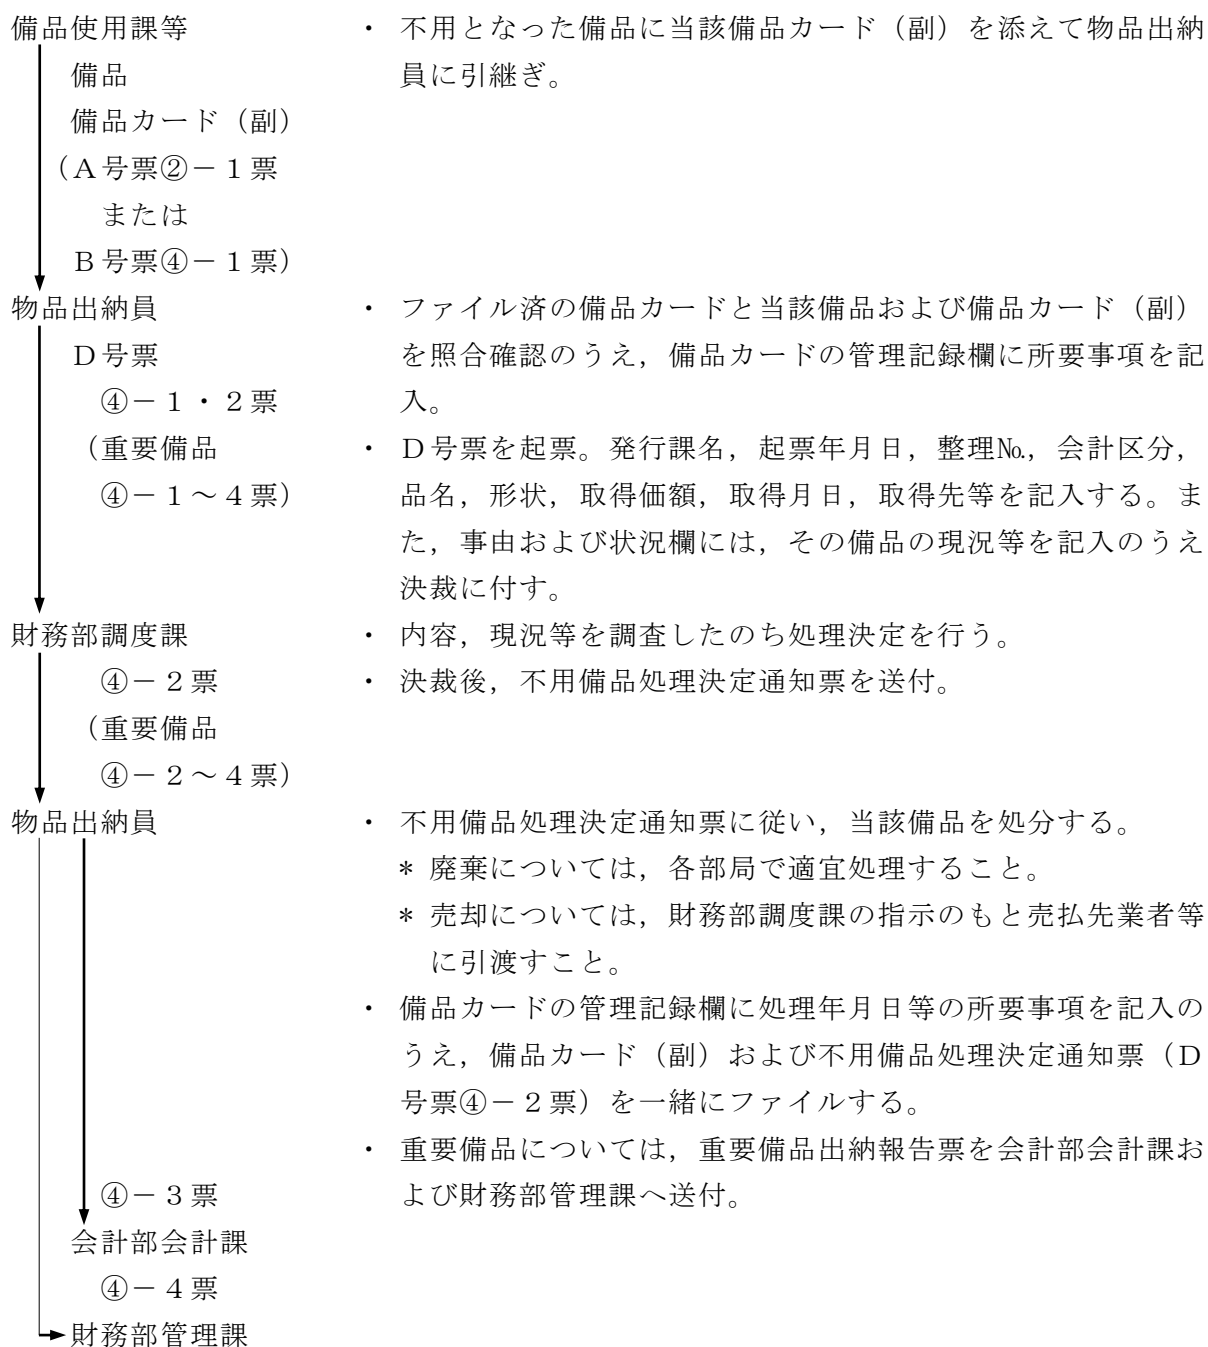 備品使用課等　・ 不用となった備品に当該備品カード（副）を添えて物品出納
備品　員に引継ぎ。
備品カード（副）
（Ａ号票②－１票
または
Ｂ号票④－１票）
物品出納員　・ ファイル済の備品カードと当該備品および備品カード（副）
Ｄ号票　を照合確認のうえ，備品カードの管理記録欄に所要事項を記
④－１・２票　入。
（重要備品　・ Ｄ号票を起票。発行課名，起票年月日，整理№，会計区分，
④－１～４票）　品名，形状，取得価額，取得月日，取得先等を記入する。ま
た，事由および状況欄には，その備品の現況等を記入のうえ
決裁に付す。
財務部調度課　・ 内容，現況等を調査したのち処理決定を行う。
④－２票　・ 決裁後，不用備品処理決定通知票を送付。
（重要備品
④－２～４票）
物品出納員　・ 不用備品処理決定通知票に従い，当該備品を処分する。
* 廃棄については，各部局で適宜処理すること。
* 売却については，財務部調度課の指示のもと売払先業者等
に引渡すこと。
・ 備品カードの管理記録欄に処理年月日等の所要事項を記入の
うえ，備品カード（副）および不用備品処理決定通知票（Ｄ
号票④－２票）を一緒にファイルする。
・ 重要備品については，重要備品出納報告票を会計部会計課お
④－３票　よび財務部管理課へ送付。
会計部会計課
④－４票
財務部管理課